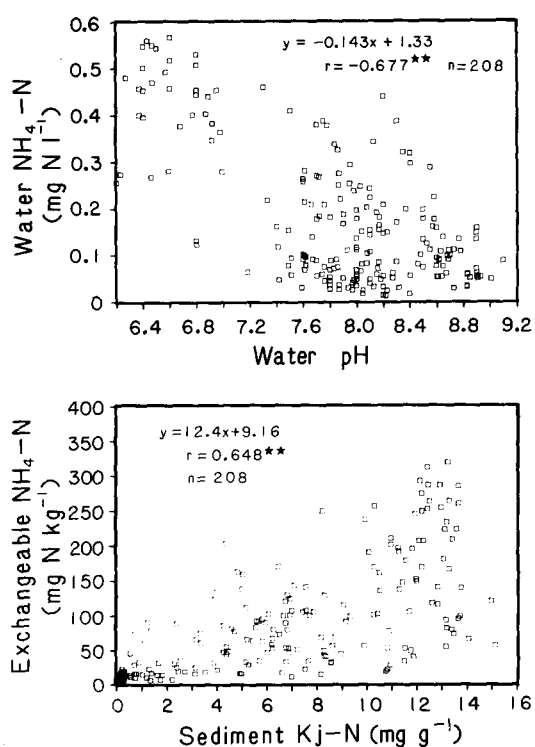 0.6
0.5
0.4
0.3
0.2
0.1
0
Water NH₄–N
(mg N l⁻¹)
y = –0.143x + 1.33
r = –0.677★★ n=208
6.4 6.8 7.2 7.6 8.0 8.4 8.8 9.2
Water pH
400
350
300
250
200
150
100
50
0
Exchangeable NH₄–N
(mg N kg⁻¹)
y=12.4x+9.16
r = 0.648★★
n= 208
0 2 4 6 8 10 12 14 16
Sediment Kj–N (mg g⁻¹)